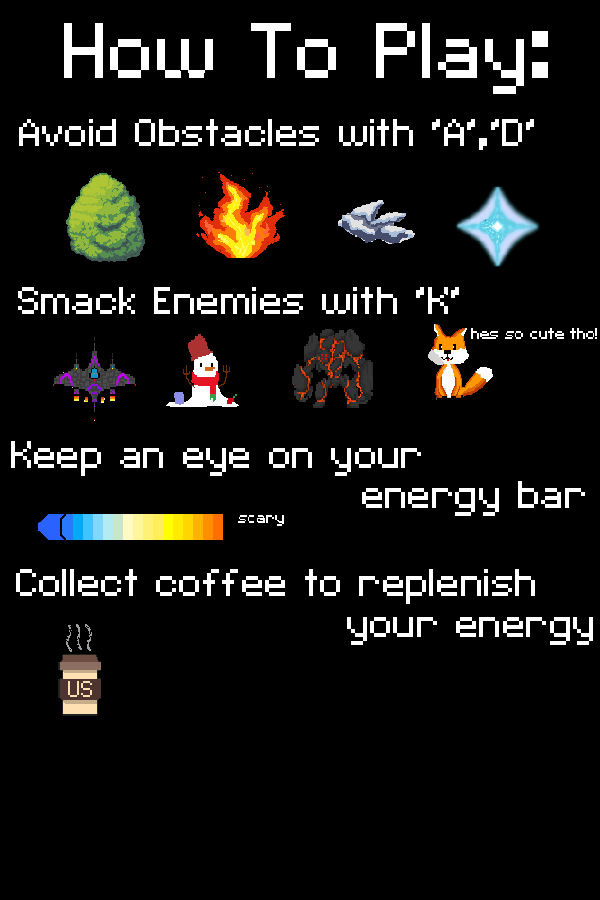 How To Play:
Avoid Obstacles with 'A','D'
Smack Enemies with 'K'
hes so cute tho!
Keep an eye on your
energy bar
scary
Collect coffee to replenish
your energy
US